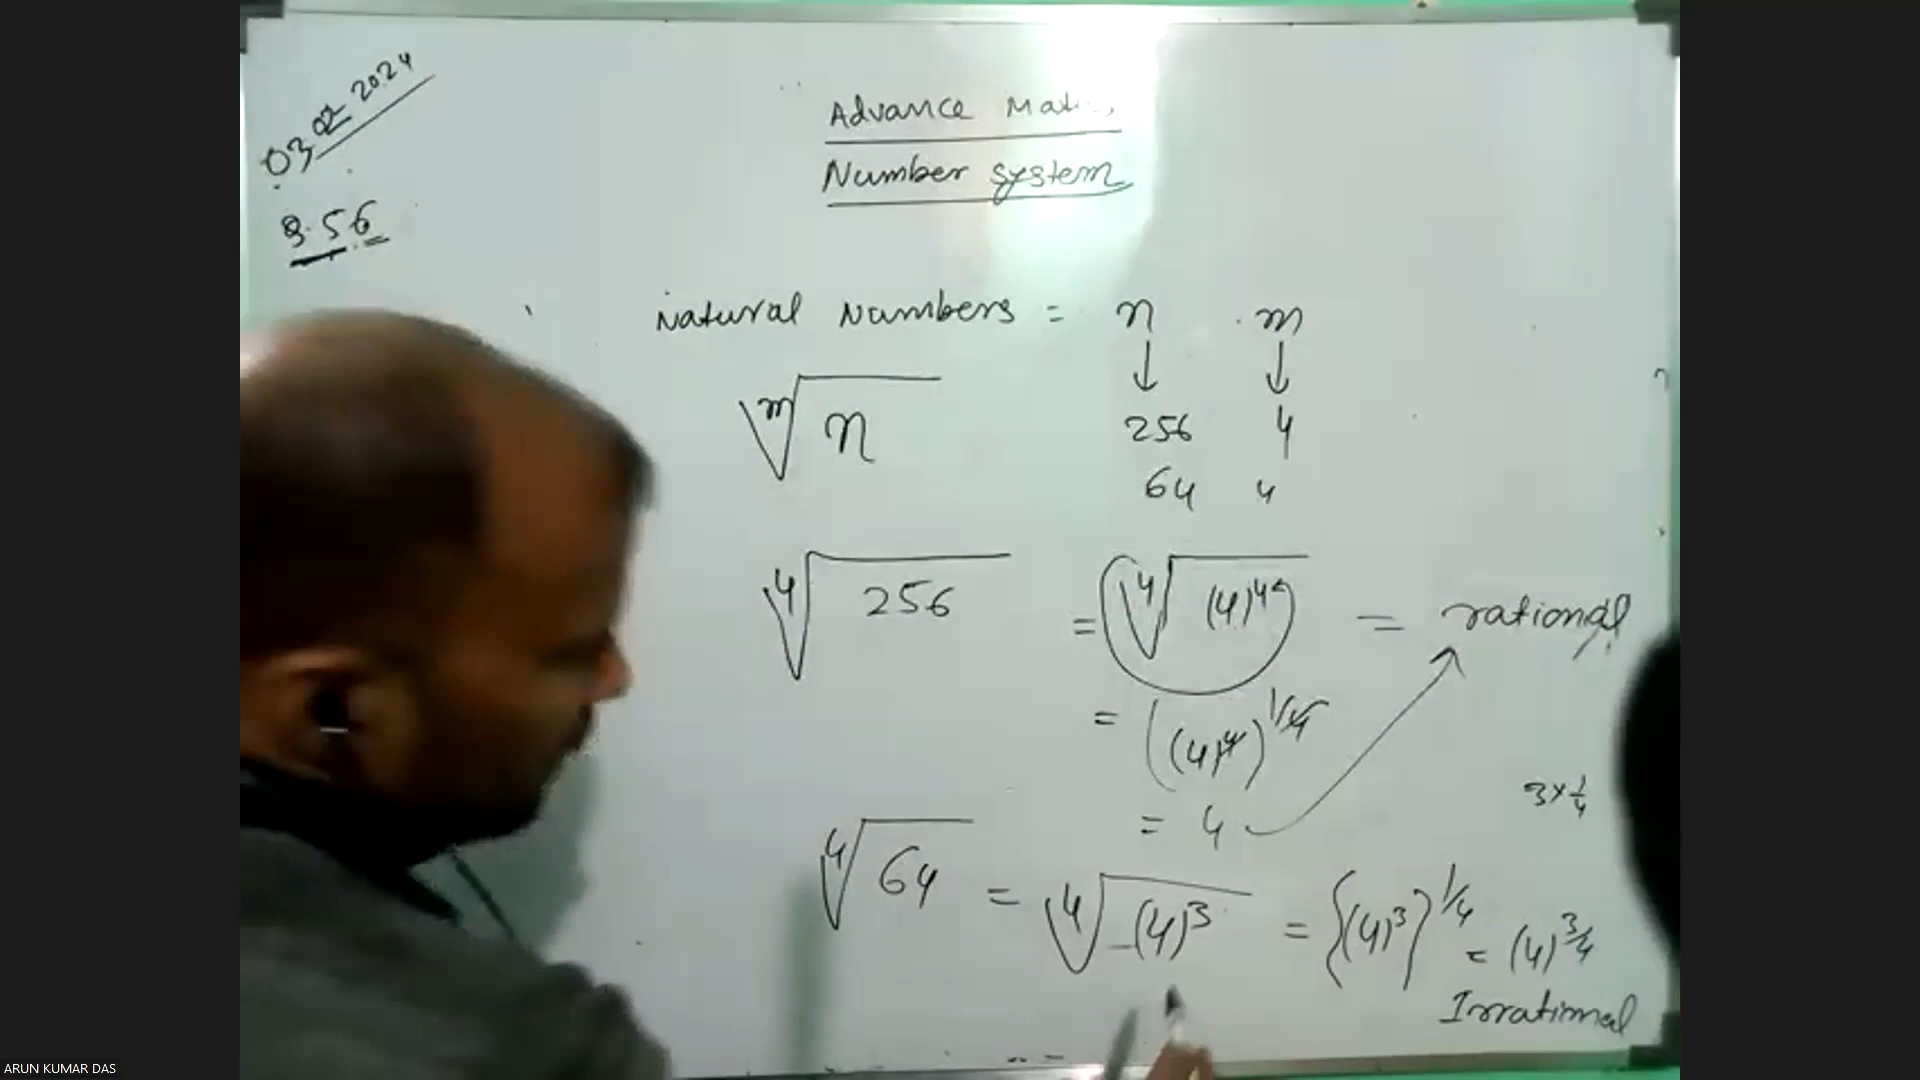 03.02.2024
8.56
Advance Mat
Number system
Natural Numbers = n m
↓ ↓
m√n
256 4
64 4
4√256 = 4√(4)^4 = rational
= ((4)^4)^1/4
= 4
3×1/4
4√64 = 4√(4)^3 = {(4)^3}^1/4 = (4)^3/4
Irrational
ARUN KUMAR DAS